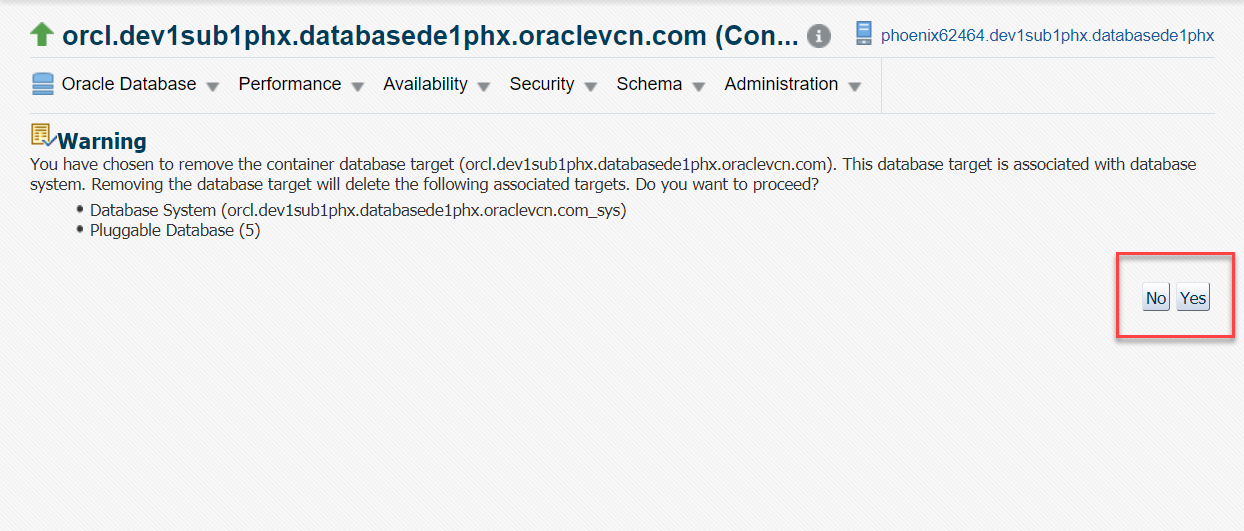 orcl.dev1sub1phx.databasede1phx.oraclevcn.com (Con... phoenix62464.dev1sub1phx.databasede1phx
Oracle Database Performance Availability Security Schema Administration
Warning
You have chosen to remove the container database target (orcl.dev1sub1phx.databasede1phx.oraclevcn.com). This database target is associated with database
system. Removing the database target will delete the following associated targets. Do you want to proceed?
Database System (orcl.dev1sub1phx.databasede1phx.oraclevcn.com_sys)
Pluggable Database (5)
No Yes